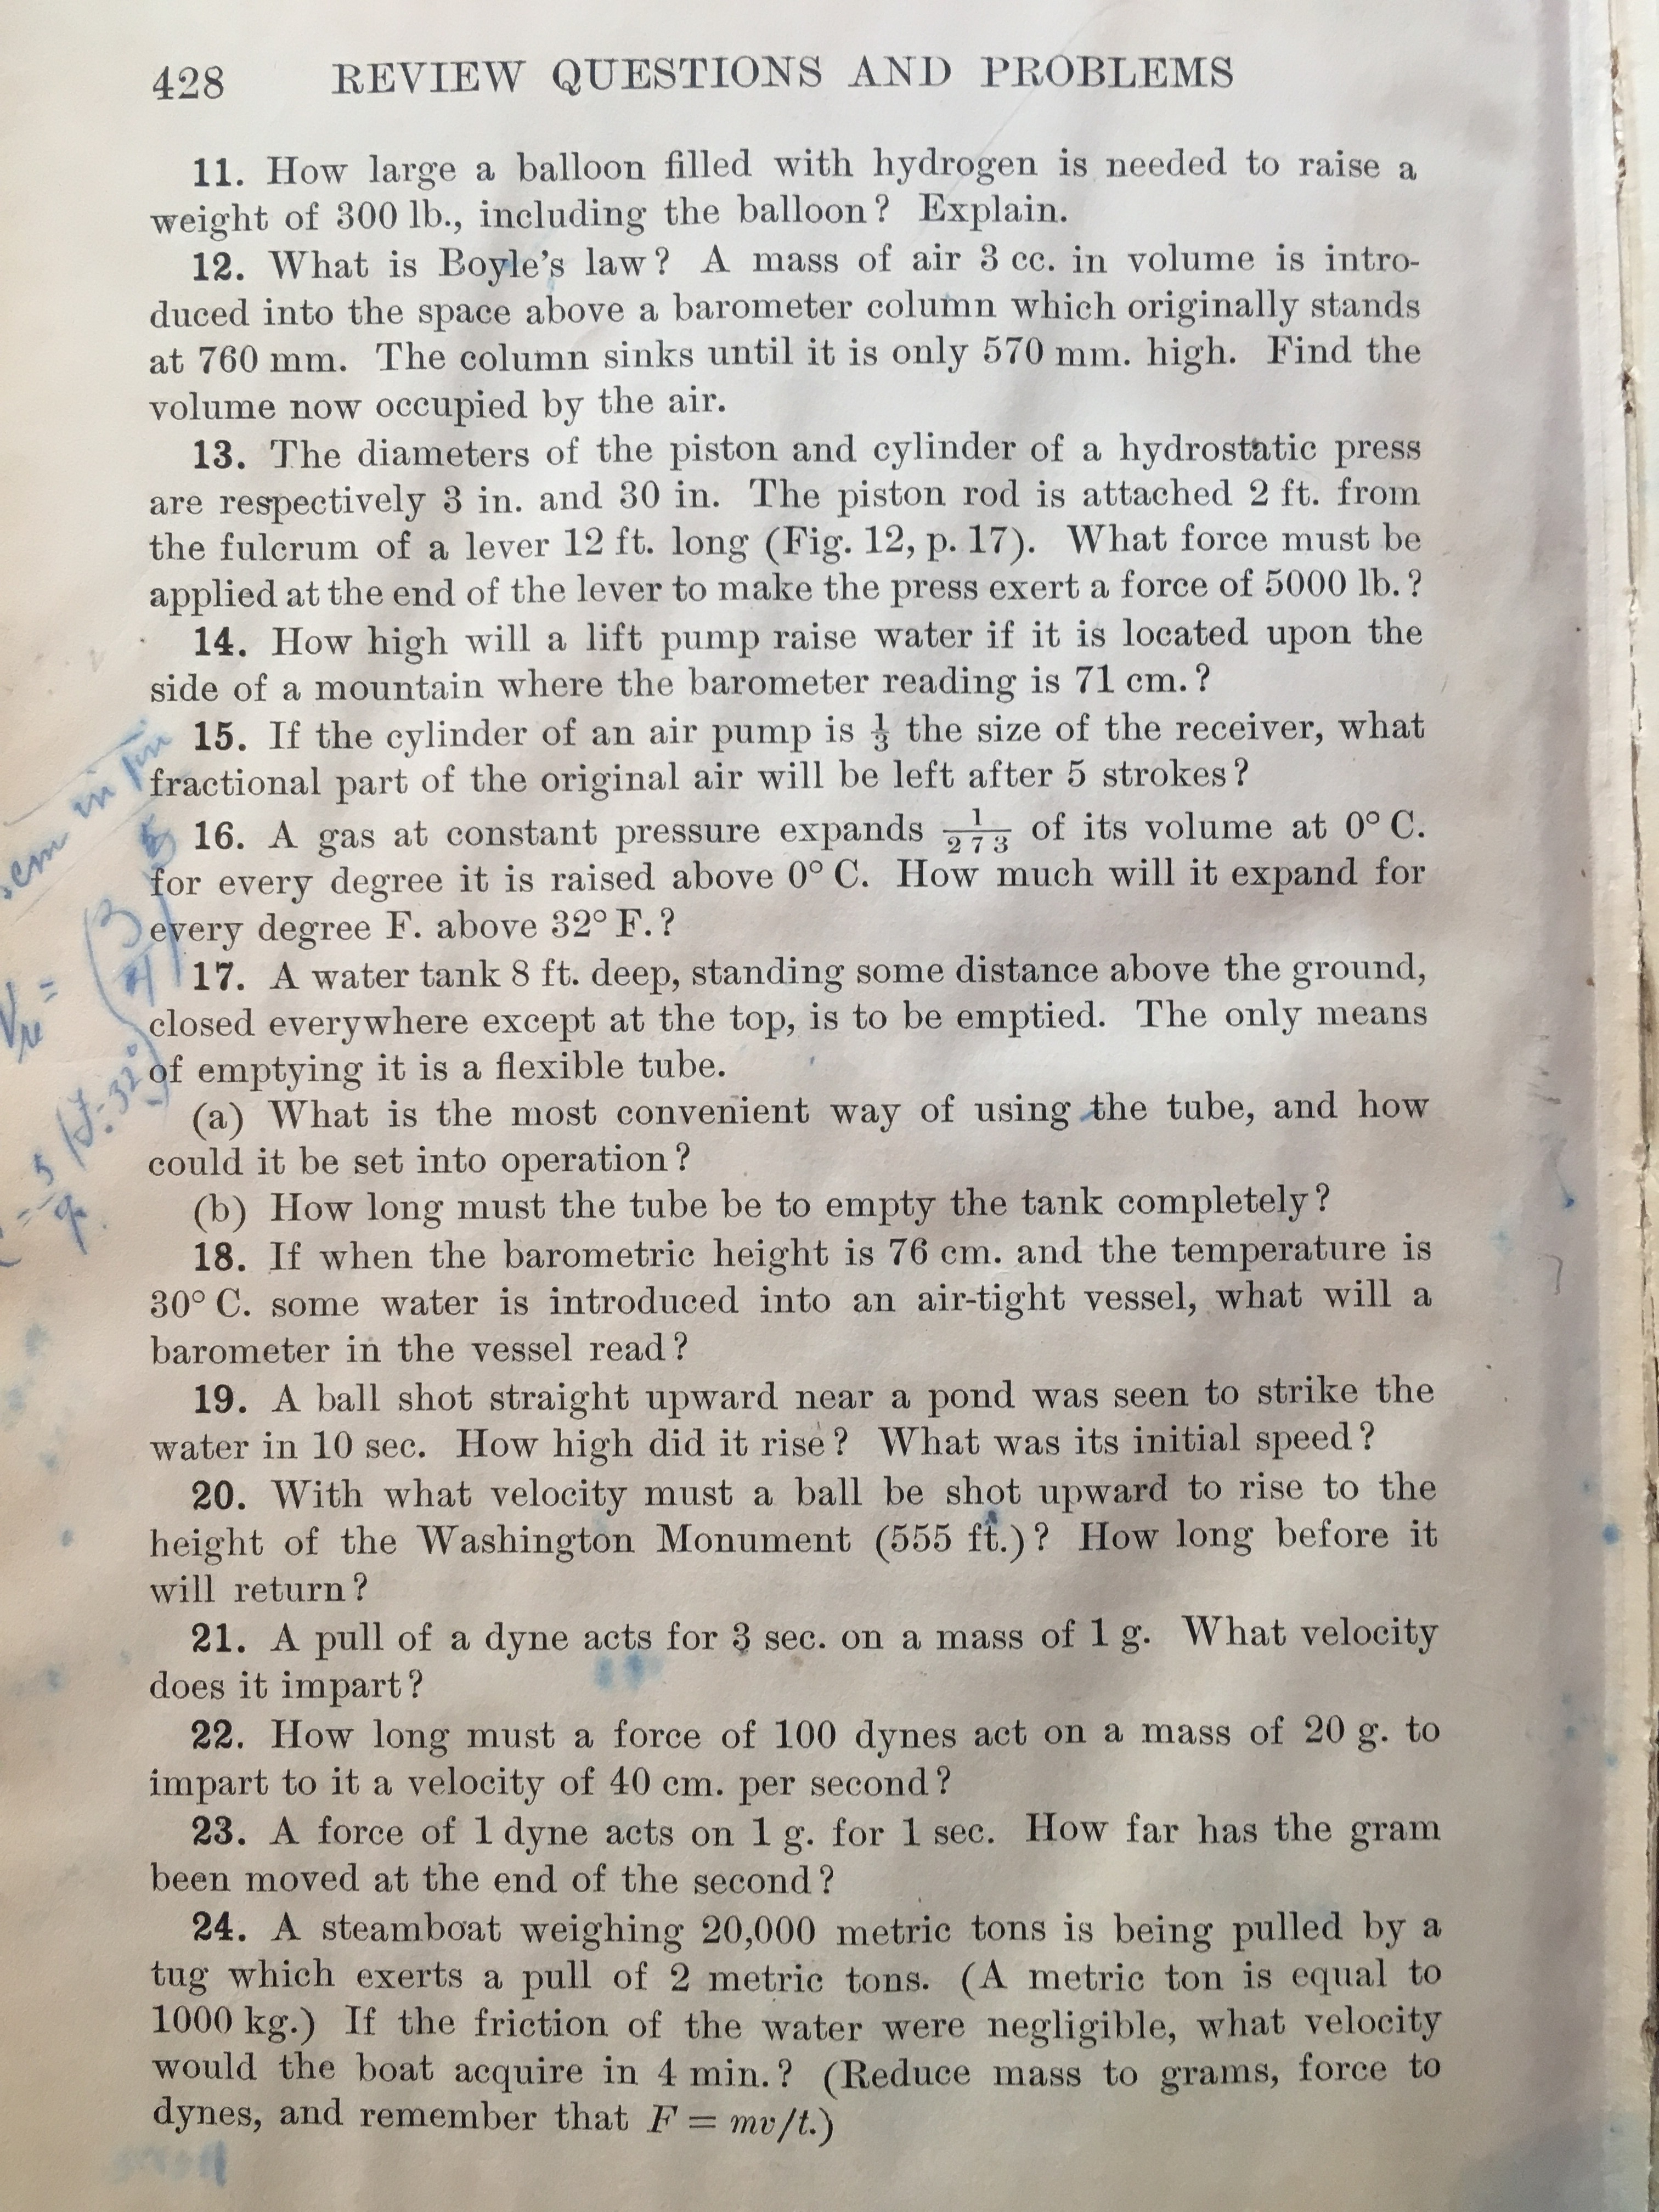 428 REVIEW QUESTIONS AND PROBLEMS
11. How large a balloon filled with hydrogen is needed to raise a
weight of 300 lb., including the balloon? Explain.
12. What is Boyle's law? A mass of air 3 cc. in volume is intro-
duced into the space above a barometer column which originally stands
at 760 mm. The column sinks until it is only 570 mm. high. Find the
volume now occupied by the air.
13. The diameters of the piston and cylinder of a hydrostatic press
are respectively 3 in. and 30 in. The piston rod is attached 2 ft. from
the fulcrum of a lever 12 ft. long (Fig. 12, p. 17). What force must be
applied at the end of the lever to make the press exert a force of 5000 lb.?
14. How high will a lift pump raise water if it is located upon the
side of a mountain where the barometer reading is 71 cm.?
15. If the cylinder of an air pump is 1/3 the size of the receiver, what
fractional part of the original air will be left after 5 strokes?
16. A gas at constant pressure expands 1/273 of its volume at 0° C.
for every degree it is raised above 0° C. How much will it expand for
every degree F. above 32° F.?
17. A water tank 8 ft. deep, standing some distance above the ground,
closed everywhere except at the top, is to be emptied. The only means
of emptying it is a flexible tube.
(a) What is the most convenient way of using the tube, and how
could it be set into operation?
(b) How long must the tube be to empty the tank completely?
18. If when the barometric height is 76 cm. and the temperature is
30° C. some water is introduced into an air-tight vessel, what will a
barometer in the vessel read?
19. A ball shot straight upward near a pond was seen to strike the
water in 10 sec. How high did it rise? What was its initial speed?
20. With what velocity must a ball be shot upward to rise to the
height of the Washington Monument (555 ft.)? How long before it
will return?
21. A pull of a dyne acts for 3 sec. on a mass of 1 g. What velocity
does it impart?
22. How long must a force of 100 dynes act on a mass of 20 g. to
impart to it a velocity of 40 cm. per second?
23. A force of 1 dyne acts on 1 g. for 1 sec. How far has the gram
been moved at the end of the second?
24. A steamboat weighing 20,000 metric tons is being pulled by a
tug which exerts a pull of 2 metric tons. (A metric ton is equal to
1000 kg.) If the friction of the water were negligible, what velocity
would the boat acquire in 4 min.? (Reduce mass to grams, force to
dynes, and remember that F = mv/t.)